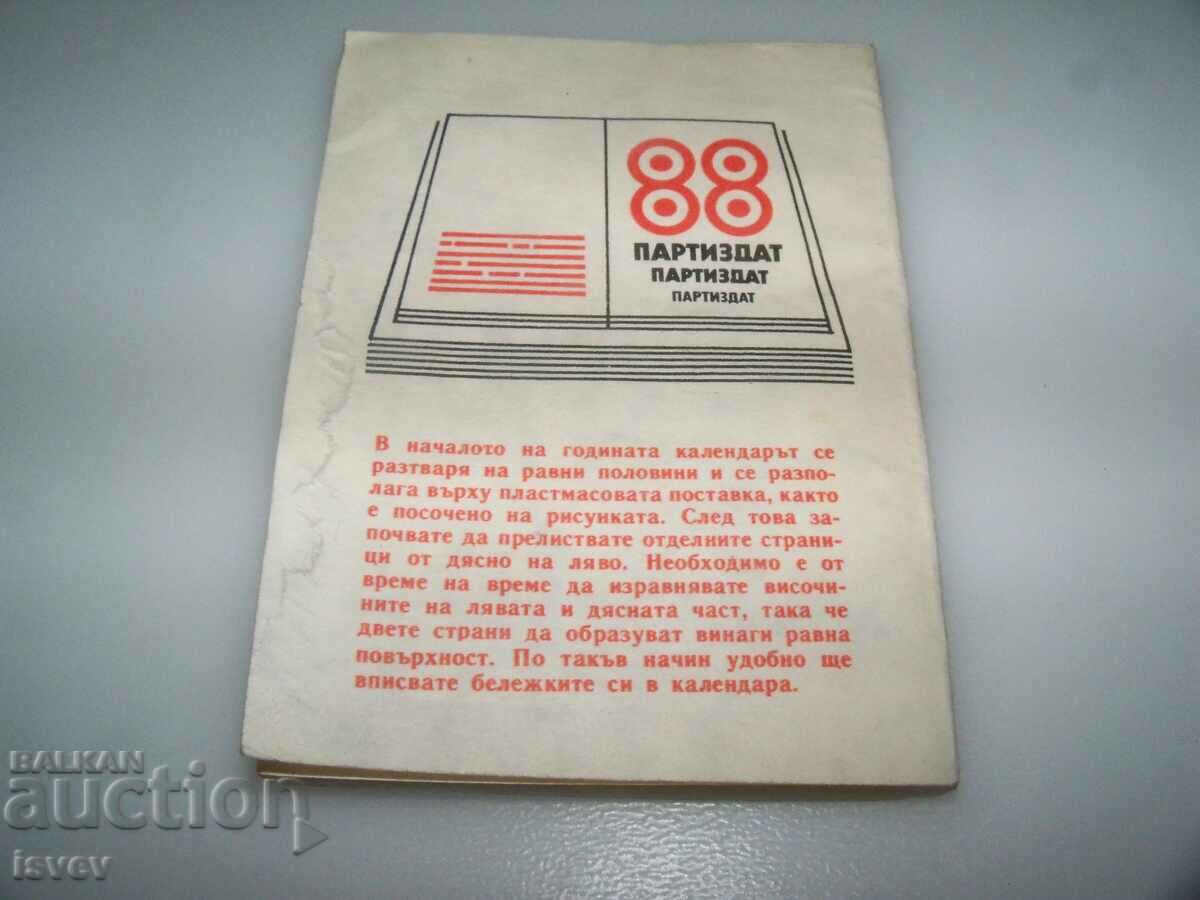 88
ПАРТИЗДАТ
ПАРТИЗДАТ
ПАРТИЗДАТ
В началото на годината календарът се
разтваря на равни половини и се разпо-
лага върху пластмасовата поставка, както
е посочено на рисунката. След това за-
почвате да прелиствате отделните страни-
ци от дясно на ляво. Необходимо е от
време на време да изравнявате височи-
ните на лявата и дясната част, така че
двете страни да образуват винаги равна
повърхност. По такъв начин удобно ще
вписвате бележките си в календара.
BALKAN
auction
isvev